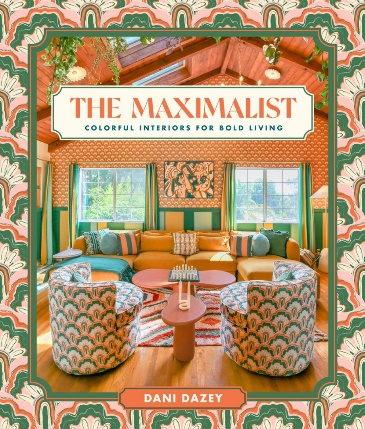 THE MAXIMALIST
COLORFUL INTERIORS FOR BOLD LIVING
DANI DAZEY